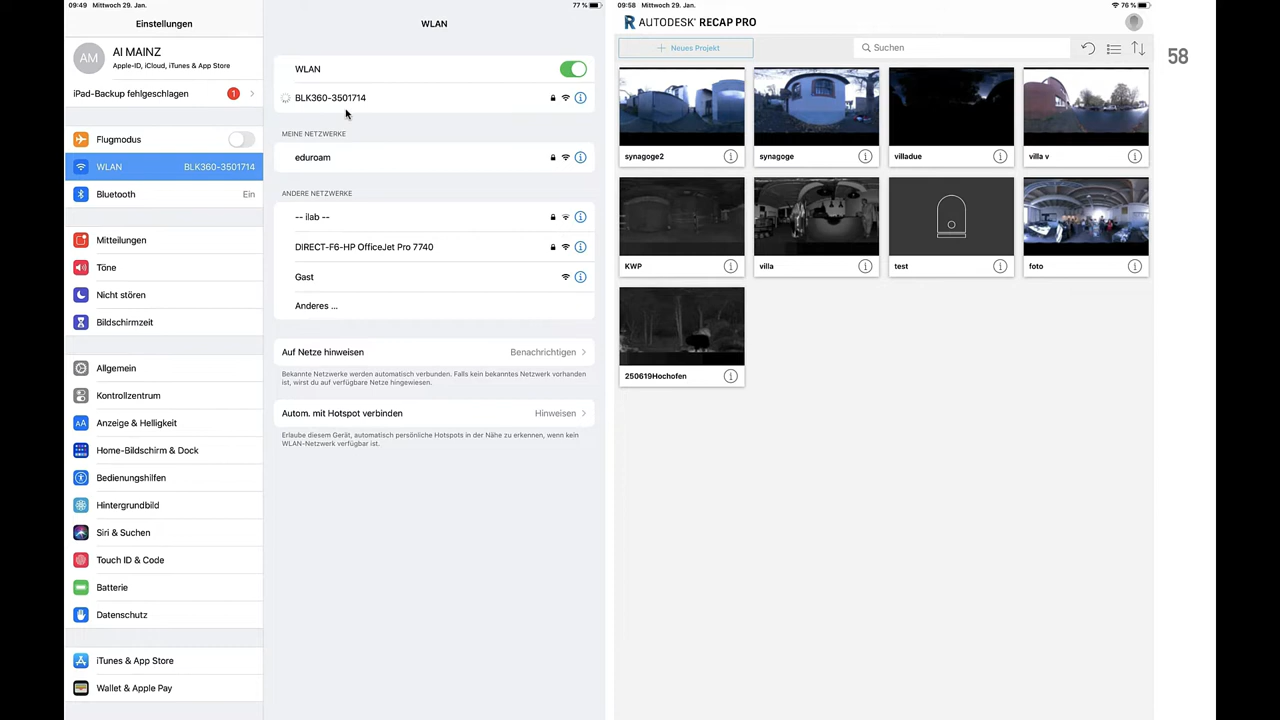 09:49 Mittwoch 29. Jan.
77 %
Einstellungen
AM
AI MAINZ
Apple-ID, iCloud, iTunes & App Store
iPad-Backup fehlgeschlagen
1
Flugmodus
WLAN
BLK360-3501714
Bluetooth
Ein
Mitteilungen
Töne
Nicht stören
Bildschirmzeit
Allgemein
Kontrollzentrum
AA
Anzeige & Helligkeit
Home-Bildschirm & Dock
Bedienungshilfen
Hintergrundbild
Siri & Suchen
Touch ID & Code
Batterie
Datenschutz
iTunes & App Store
Wallet & Apple Pay
WLAN
WLAN
BLK360-3501714
MEINE NETZWERKE
eduroam
ANDERE NETZWERKE
-- ilab --
DIRECT-F6-HP OfficeJet Pro 7740
Gast
Anderes ...
Auf Netze hinweisen
Benachrichtigen
Bekannte Netzwerke werden automatisch verbunden. Falls kein bekanntes Netzwerk vorhanden
ist, wirst du auf verfügbare Netze hingewiesen.
Autom. mit Hotspot verbinden
Hinweisen
Erlaube diesem Gerät, automatisch persönliche Hotspots in der Nähe zu erkennen, wenn kein
WLAN-Netzwerk verfügbar ist.
09:58 Mittwoch 29. Jan.
76 %
R AUTODESK® RECAP PRO
+ Neues Projekt
Suchen
synagoge2
synagoge
villadue
villa v
KWP
villa
test
foto
250619Hochofen
58